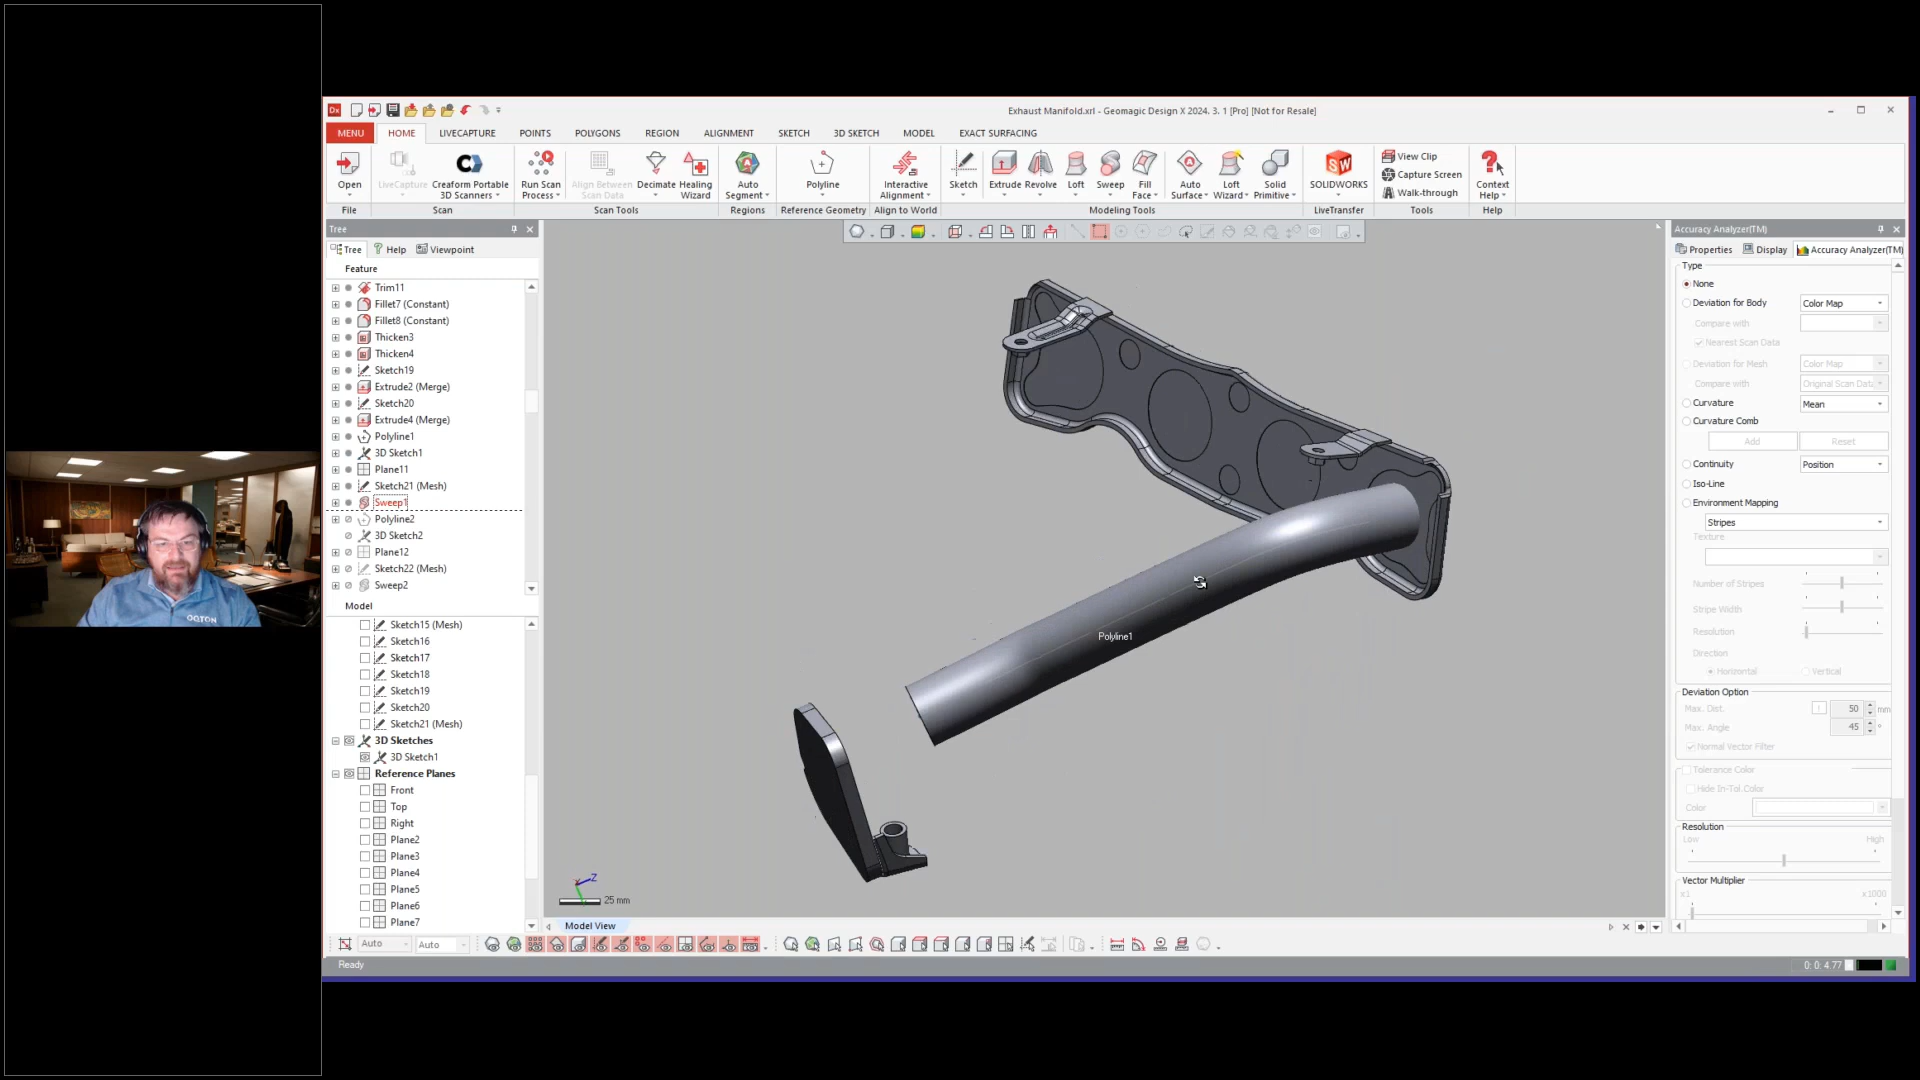 Exhaust Manifold.xrl - Geomagic Design X 2024. 3. 1 [Pro] [Not for Resale]
MENU HOME LIVECAPTURE POINTS POLYGONS REGION ALIGNMENT SKETCH 3D SKETCH MODEL EXACT SURFACING
Open
LiveCapture
Creaform Portable 3D Scanners
Run Scan Process
Align Between Scan Data
Decimate
Healing Wizard
Auto Segment
Polyline
Interactive Alignment
Sketch
Extrude
Revolve
Loft
Sweep
Fill Face
Auto Surface
Loft Wizard
Solid Primitive
SOLIDWORKS
View Clip
Capture Screen
Walk-through
Context Help
File Scan Scan Tools Regions Reference Geometry Align to World Modeling Tools LiveTransfer Tools Help
Tree
Tree Help Viewpoint
Feature
Trim11
Fillet7 (Constant)
Fillet8 (Constant)
Thicken3
Thicken4
Sketch19
Extrude2 (Merge)
Sketch20
Extrude4 (Merge)
Polyline1
3D Sketch1
Plane11
Sketch21 (Mesh)
Sweep1
Polyline2
3D Sketch2
Plane12
Sketch22 (Mesh)
Sweep2
Model
Sketch15 (Mesh)
Sketch16
Sketch17
Sketch18
Sketch19
Sketch20
Sketch21 (Mesh)
3D Sketches
3D Sketch1
Reference Planes
Front
Top
Right
Plane2
Plane3
Plane4
Plane5
Plane6
Plane7
OQTON
Polyline1
Z
25 mm
Model View
Accuracy Analyzer(TM)
Properties Display Accuracy Analyzer(TM)
Type
None
Deviation for Body Color Map
Compare with
Nearest Scan Data
Deviation for Mesh Color Map
Compare with Original Scan Data
Curvature Mean
Curvature Comb
Add Reset
Continuity Position
Iso-Line
Environment Mapping
Stripes
Texture
Number of Stripes
Stripe Width
Resolution
Direction
Horizontal Vertical
Deviation Option
Max. Dist. ! 50 mm
Max. Angle 45 °
Normal Vector Filter
Tolerance Color
Hide In-Tol.Color
Color
Resolution
Low High
Vector Multiplier
x1 x1000
Auto Auto
Ready
0: 0: 4.77